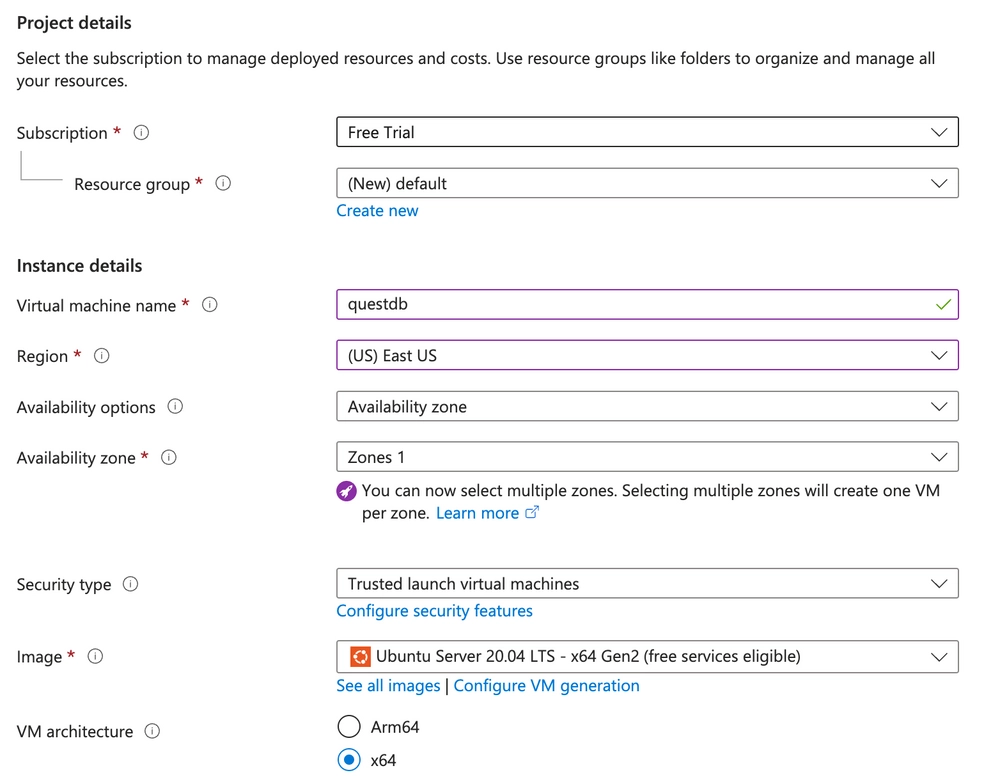 Project details
Select the subscription to manage deployed resources and costs. Use resource groups like folders to organize and manage all
your resources.
Subscription * Free Trial
Resource group * (New) default
Create new
Instance details
Virtual machine name * questdb
Region * (US) East US
Availability options Availability zone
Availability zone * Zones 1
You can now select multiple zones. Selecting multiple zones will create one VM
per zone. Learn more
Security type Trusted launch virtual machines
Configure security features
Image * Ubuntu Server 20.04 LTS - x64 Gen2 (free services eligible)
See all images | Configure VM generation
VM architecture Arm64
x64